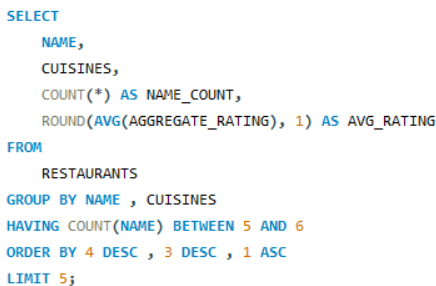 SELECT
NAME,
CUISINES,
COUNT(*) AS NAME_COUNT,
ROUND(AVG(AGGREGATE_RATING), 1) AS AVG_RATING
FROM
RESTAURANTS
GROUP BY NAME , CUISINES
HAVING COUNT(NAME) BETWEEN 5 AND 6
ORDER BY 4 DESC , 3 DESC , 1 ASC
LIMIT 5;